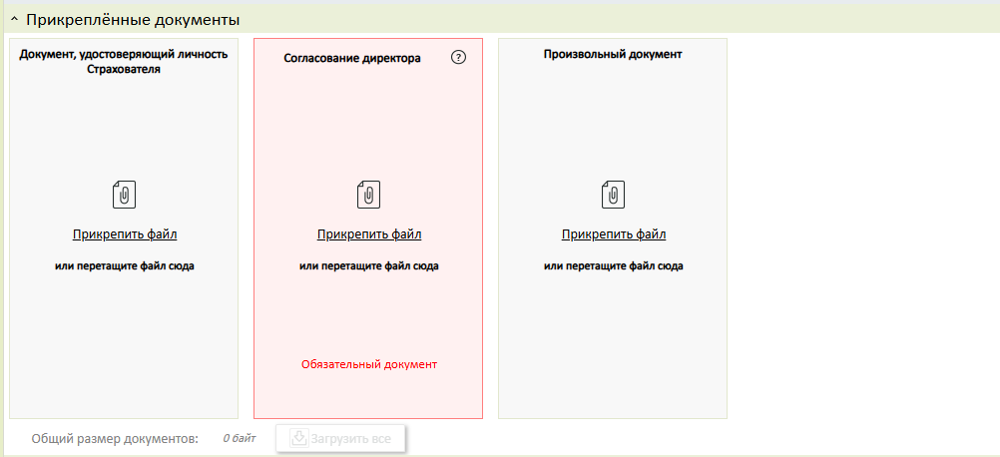 Прикреплённые документы
Документ, удостоверяющий личность
Страхователя
Прикрепить файл
или перетащите файл сюда
Согласование директора
?
Прикрепить файл
или перетащите файл сюда
Обязательный документ
Произвольный документ
Прикрепить файл
или перетащите файл сюда
Общий размер документов: 0 байт Загрузить все